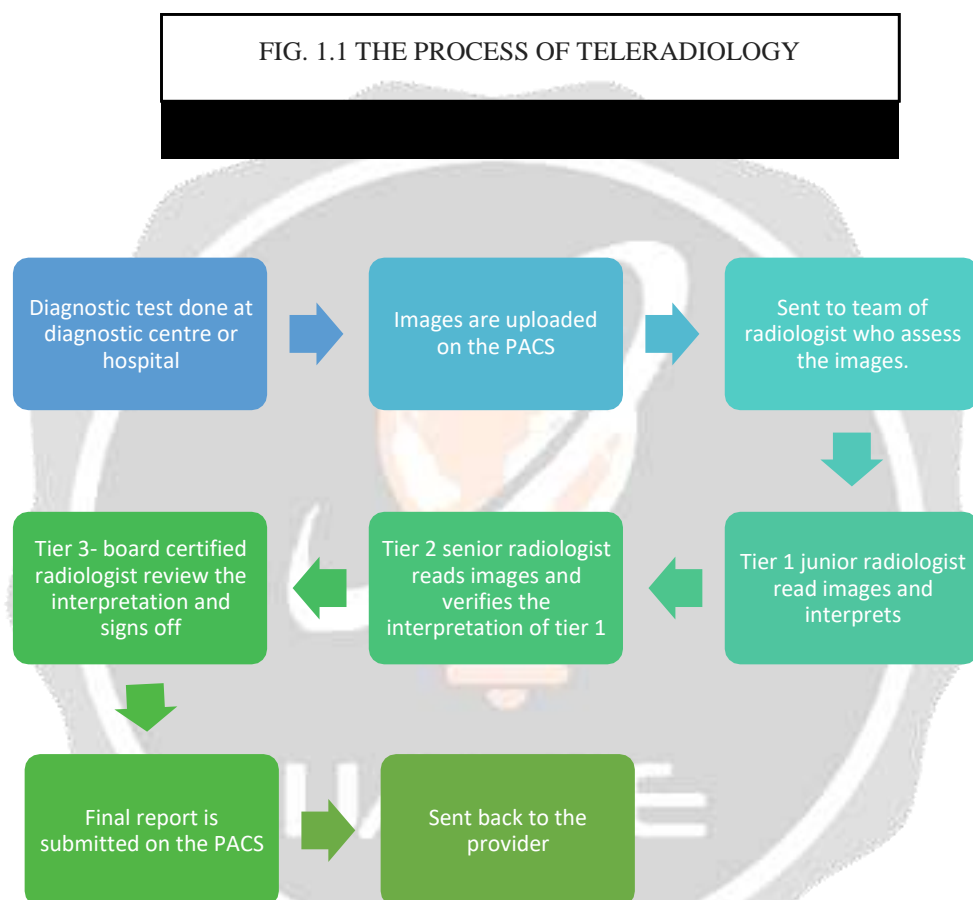 FIG. 1.1 THE PROCESS OF TELERADIOLOGY
Diagnostic test done at
diagnostic centre or
hospital
Images are uploaded
on the PACS
Sent to team of
radiologist who assess
the images.
Tier 1 junior radiologist
read images and
interprets
Tier 2 senior radiologist
reads images and
verifies the
interpretation of tier 1
Tier 3- board certified
radiologist review the
interpretation and
signs off
Final report is
submitted on the PACS
Sent back to the
provider